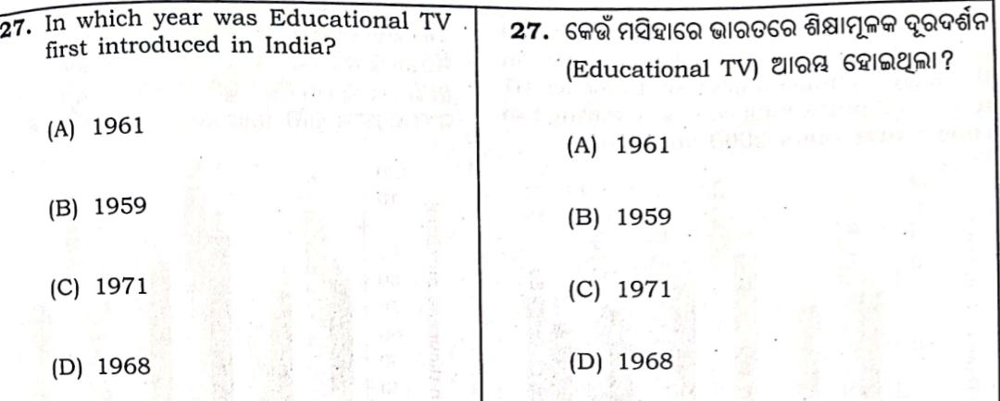 27. In which year was Educational TV
first introduced in India?
(A) 1961
(B) 1959
(C) 1971
(D) 1968
27. କେଉଁ ମସିହାରେ ଭାରତରେ ଶିକ୍ଷାମୂଳକ ଦୂରଦର୍ଶନ
(Educational TV) ଆରମ୍ଭ ହୋଇଥିଲା?
(A) 1961
(B) 1959
(C) 1971
(D) 1968